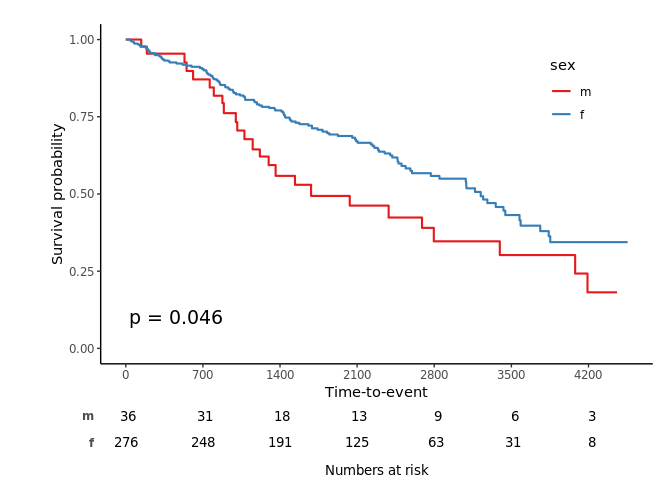 1.00
0.75
0.50
0.25
0.00
Survival probability
sex
m
f
p = 0.046
0 700 1400 2100 2800 3500 4200
Time-to-event
m 36 31 18 13 9 6 3
f 276 248 191 125 63 31 8
Numbers at risk